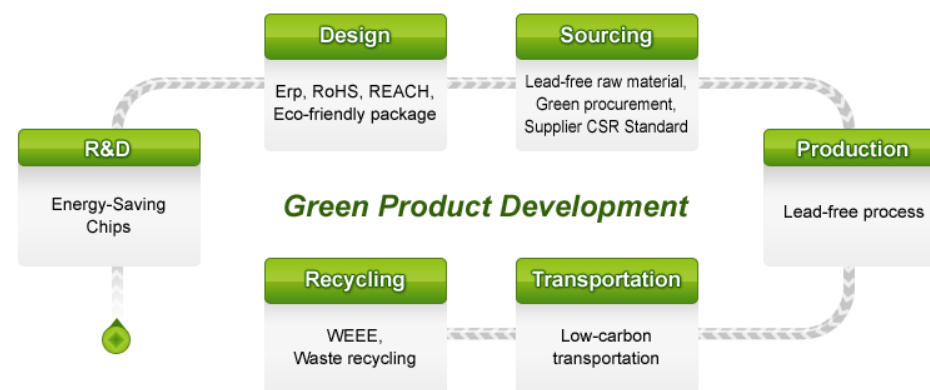 Design
Erp, RoHS, REACH,
Eco-friendly package
Sourcing
Lead-free raw material,
Green procurement,
Supplier CSR Standard
R&D
Energy-Saving
Chips
Production
Lead-free process
Green Product Development
Recycling
WEEE,
Waste recycling
Transportation
Low-carbon
transportation